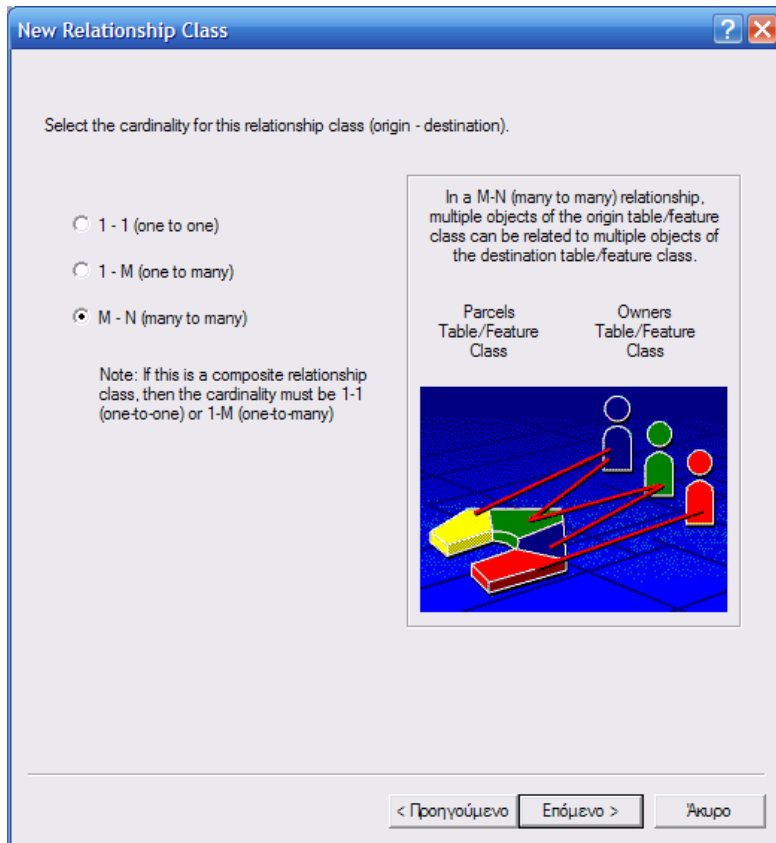 New Relationship Class
Select the cardinality for this relationship class (origin - destination).
1 - 1 (one to one)
1 - M (one to many)
M - N (many to many)
Note: If this is a composite relationship
class, then the cardinality must be 1-1
(one-to-one) or 1-M (one-to-many)
In a M-N (many to many) relationship,
multiple objects of the origin table/feature
class can be related to multiple objects of
the destination table/feature class.
Parcels
Table/Feature
Class
Owners
Table/Feature
Class
< Προηγούμενο
Επόμενο >
Άκυρο